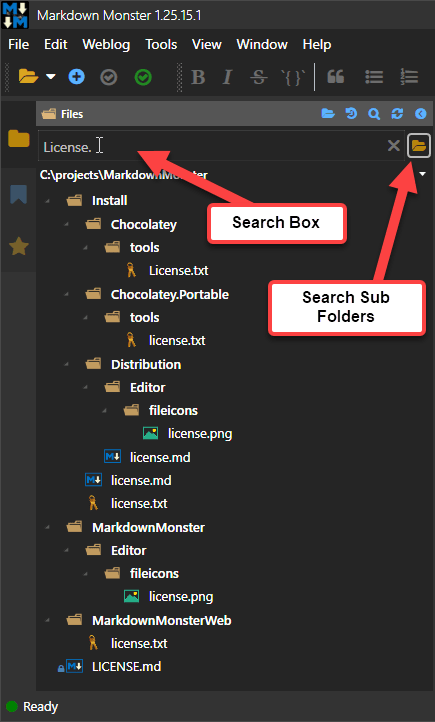 Markdown Monster 1.25.15.1
File Edit Weblog Tools View Window Help
B I S `{}`
Files
License.
C:\projects\MarkdownMonster
Install
Search Box
Chocolatey
tools
License.txt
Chocolatey.Portable
Search Sub
Folders
tools
license.txt
Distribution
Editor
fileicons
license.png
license.md
license.md
license.txt
MarkdownMonster
Editor
fileicons
license.png
MarkdownMonsterWeb
license.txt
LICENSE.md
Ready